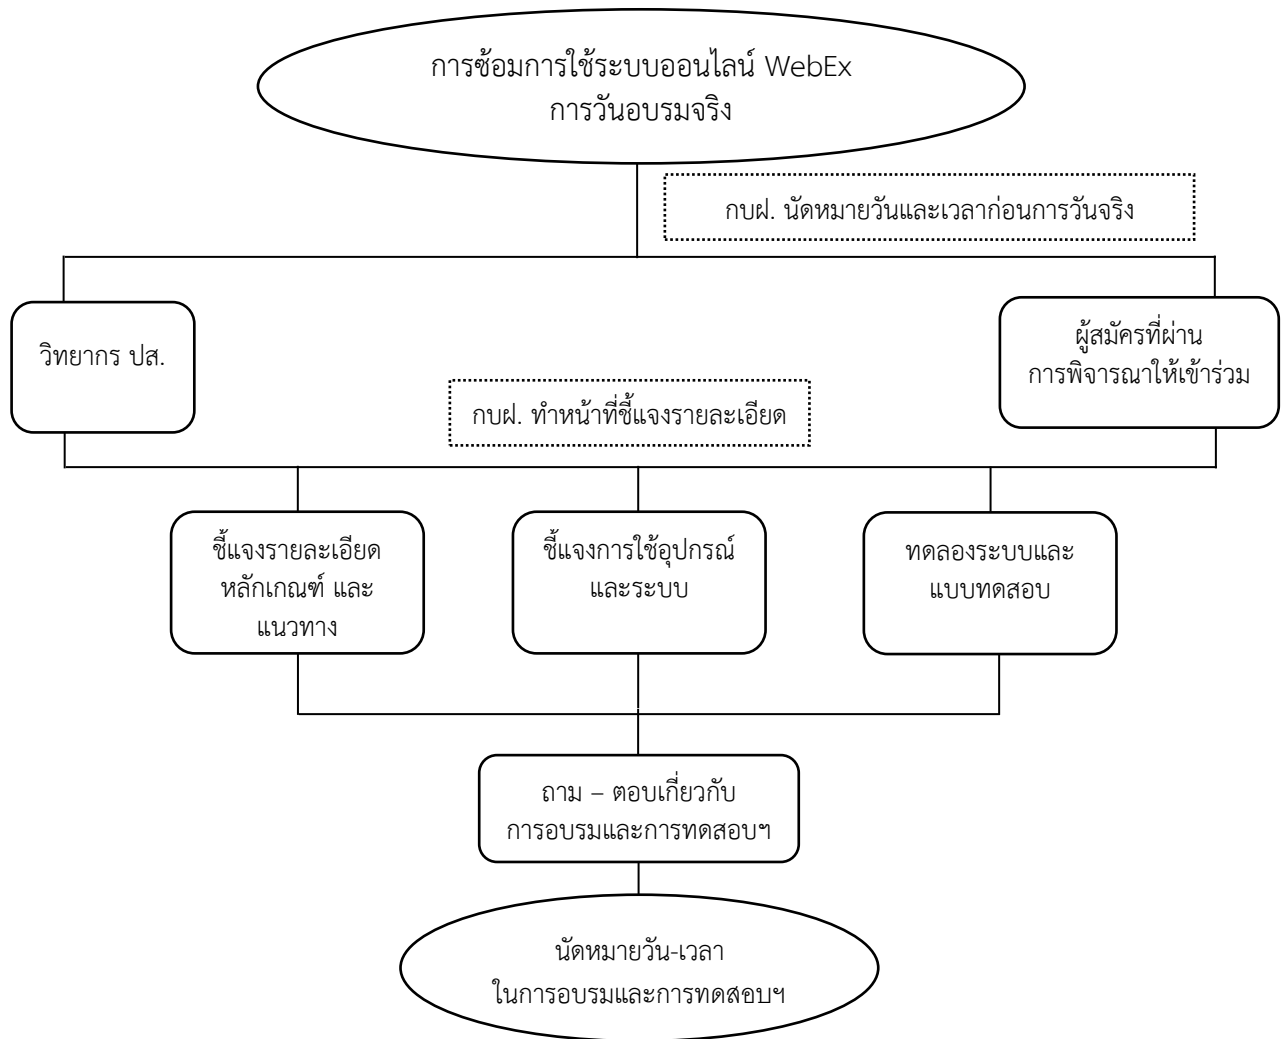 การซ้อมการใช้ระบบออนไลน์ WebEx
การวันอบรมจริง
กบฝ. นัดหมายวันและเวลาก่อนการวันจริง
วิทยากร ปส.
ผู้สมัครที่ผ่าน
การพิจารณาให้เข้าร่วม
กบฝ. ทำหน้าที่ชี้แจงรายละเอียด
ชี้แจงรายละเอียด
หลักเกณฑ์ และ
แนวทาง
ชี้แจงการใช้อุปกรณ์
และระบบ
ทดลองระบบและ
แบบทดสอบ
ถาม – ตอบเกี่ยวกับ
การอบรมและการทดสอบฯ
นัดหมายวัน-เวลา
ในการอบรมและการทดสอบฯ